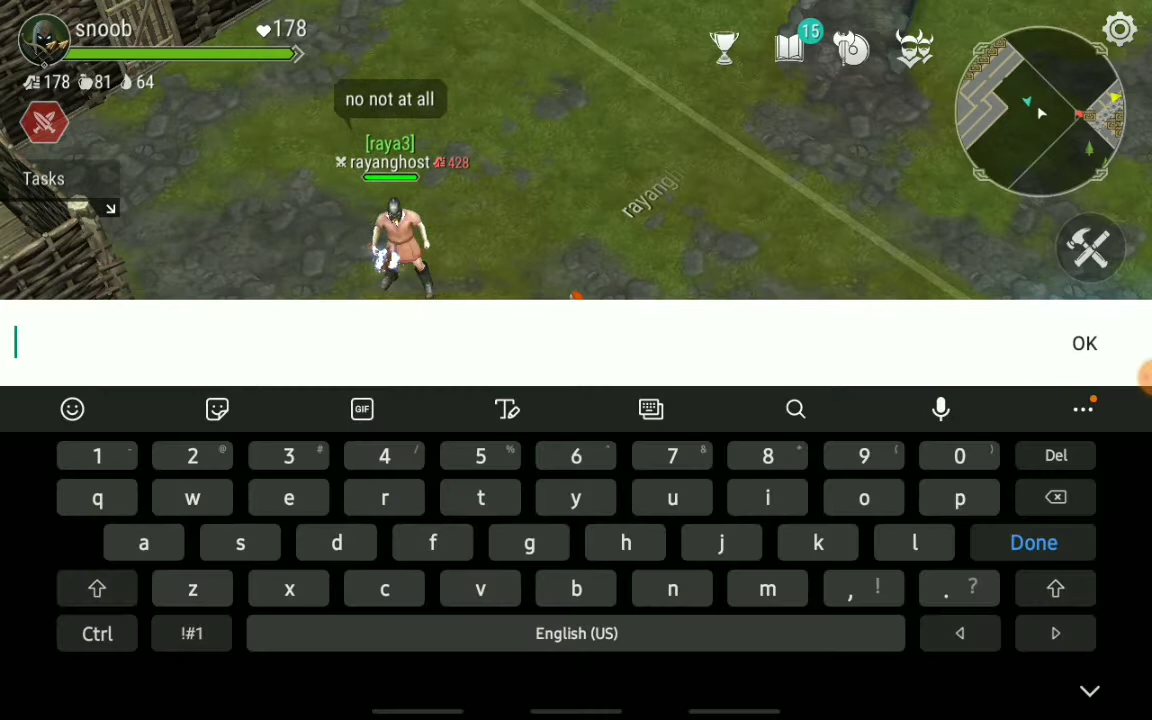 snoob
178
178 81 64
15
no not at all
[raya3]
rayanghost 428
Tasks
OK
GIF
1 - 2 @ 3 # 4 / 5 % 6 ^ 7 & 8 * 9 ( 0 ) Del
q w e r t y u i o p
a s d f g h j k l Done
z x c v b n m , ! . ?
Ctrl !#1 English (US)